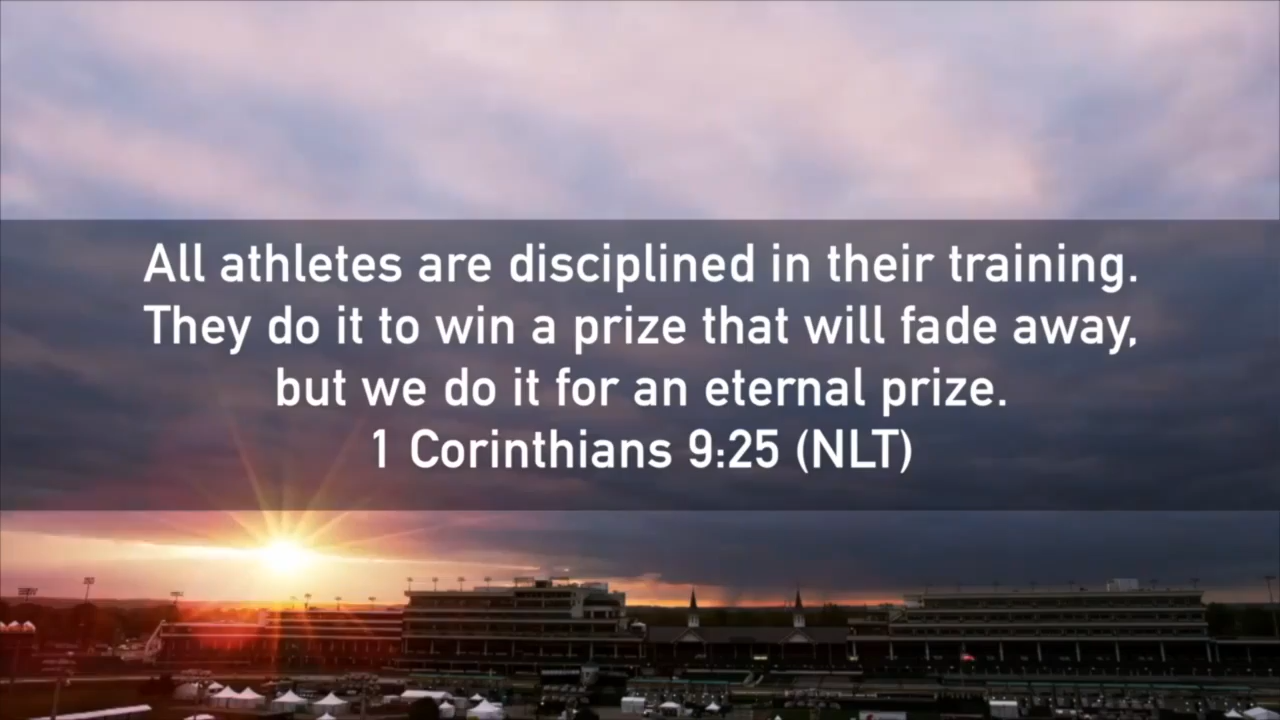 All athletes are disciplined in their training.
They do it to win a prize that will fade away,
but we do it for an eternal prize.
1 Corinthians 9:25 (NLT)